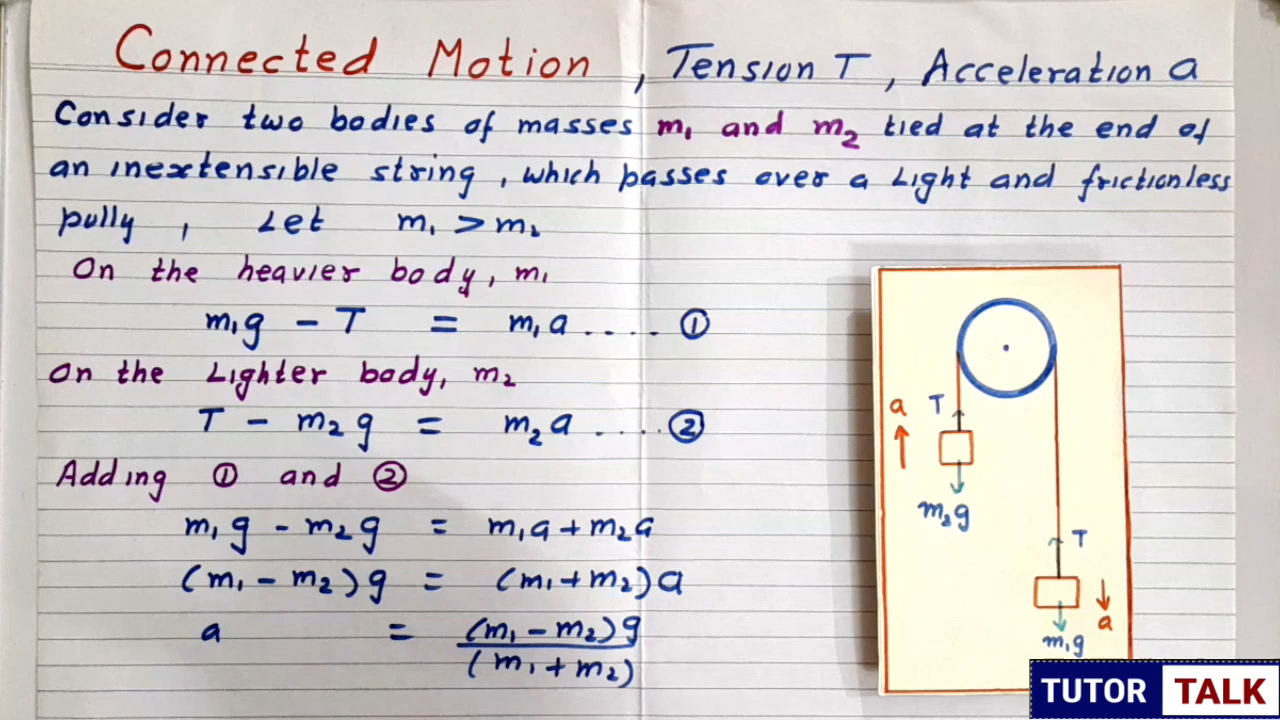 Connected Motion , Tension T , Acceleration a
Consider two bodies of masses m₁ and m₂ tied at the end of
an inextensible string , which passes over a Light and frictionless
pully , Let m₁ > m₂
On the heavier body, m₁
m₁g - T = m₁a .... ①
On the Lighter body, m₂
T - m₂g = m₂a .... ②
Adding ① and ②
m₁g - m₂g = m₁a + m₂a
(m₁ - m₂)g = (m₁ + m₂)a
a = (m₁ - m₂)g
(m₁ + m₂)
a T
m₂g
T
a
m₁g
TUTOR TALK